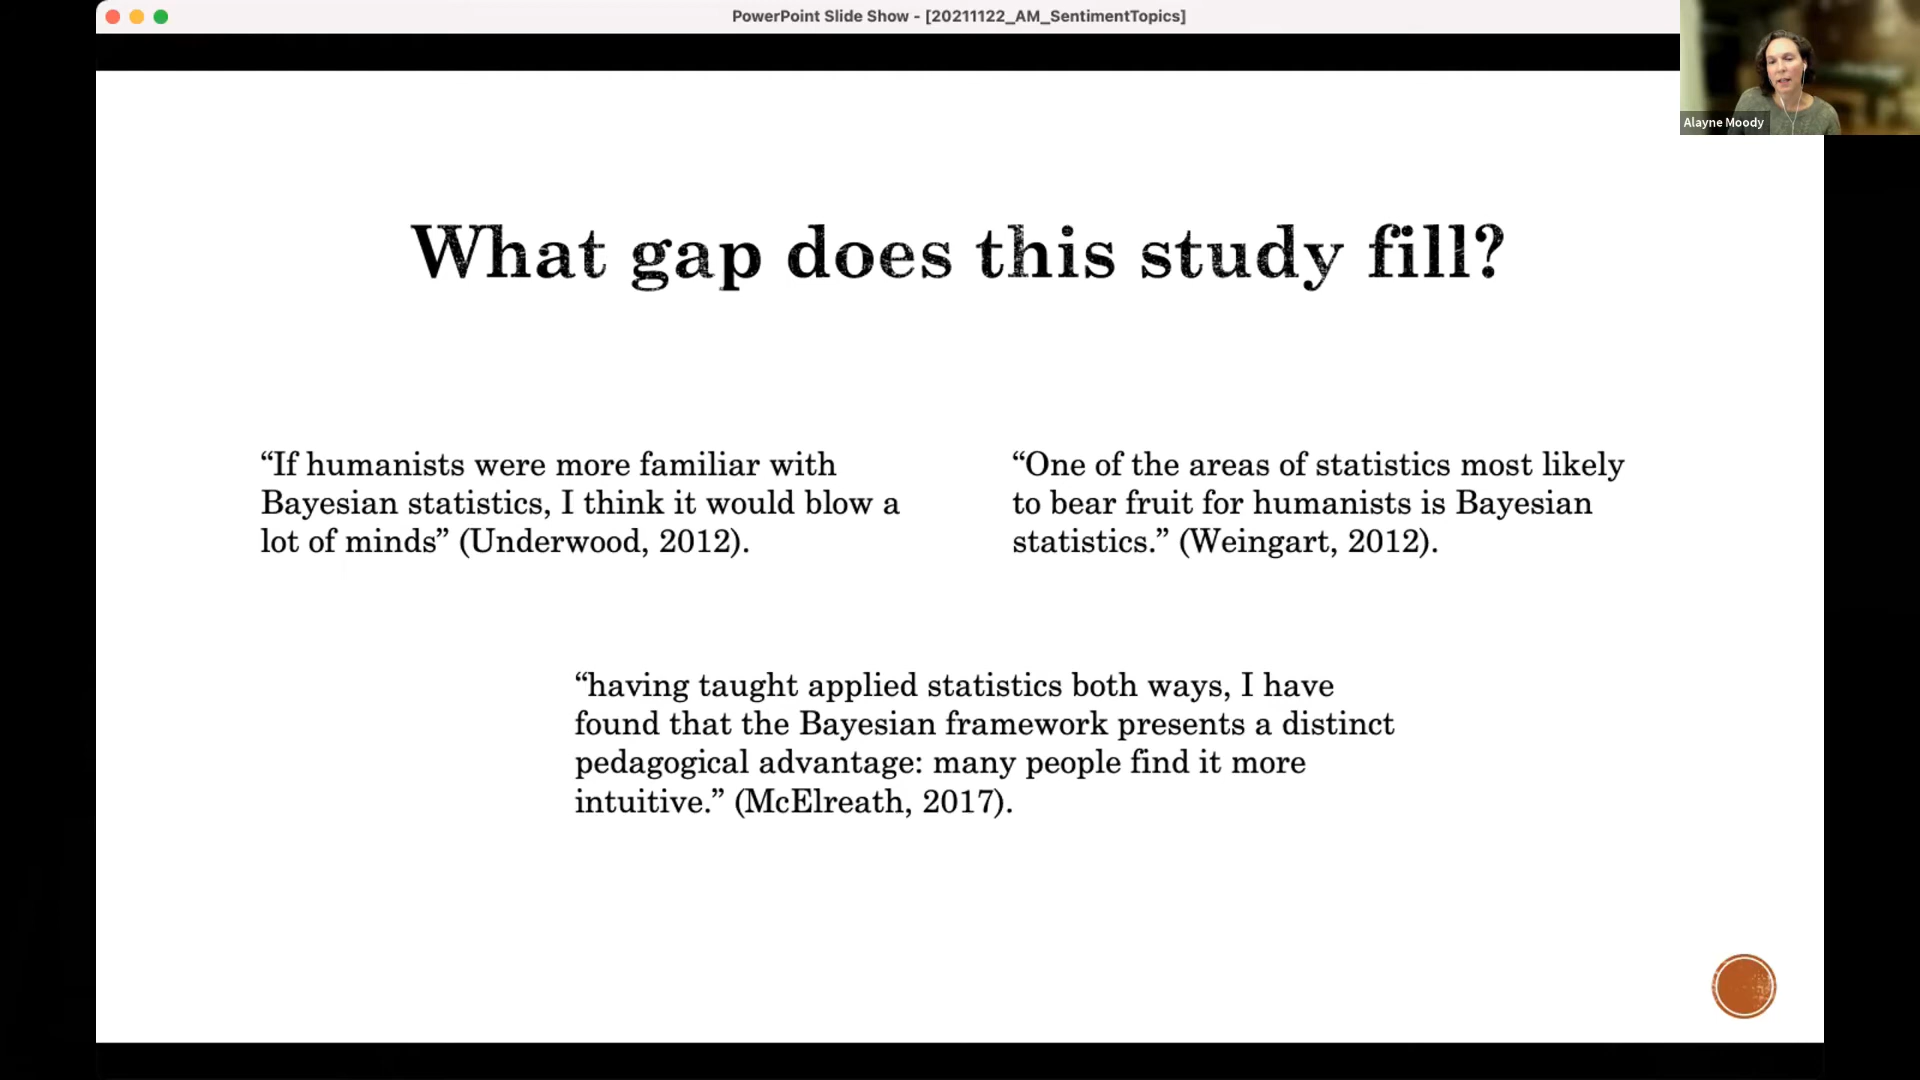 PowerPoint Slide Show - [20211122_AM_SentimentTopics]
Alayne Moody
What gap does this study fill?
“If humanists were more familiar with
Bayesian statistics, I think it would blow a
lot of minds” (Underwood, 2012).
“One of the areas of statistics most likely
to bear fruit for humanists is Bayesian
statistics.” (Weingart, 2012).
“having taught applied statistics both ways, I have
found that the Bayesian framework presents a distinct
pedagogical advantage: many people find it more
intuitive.” (McElreath, 2017).